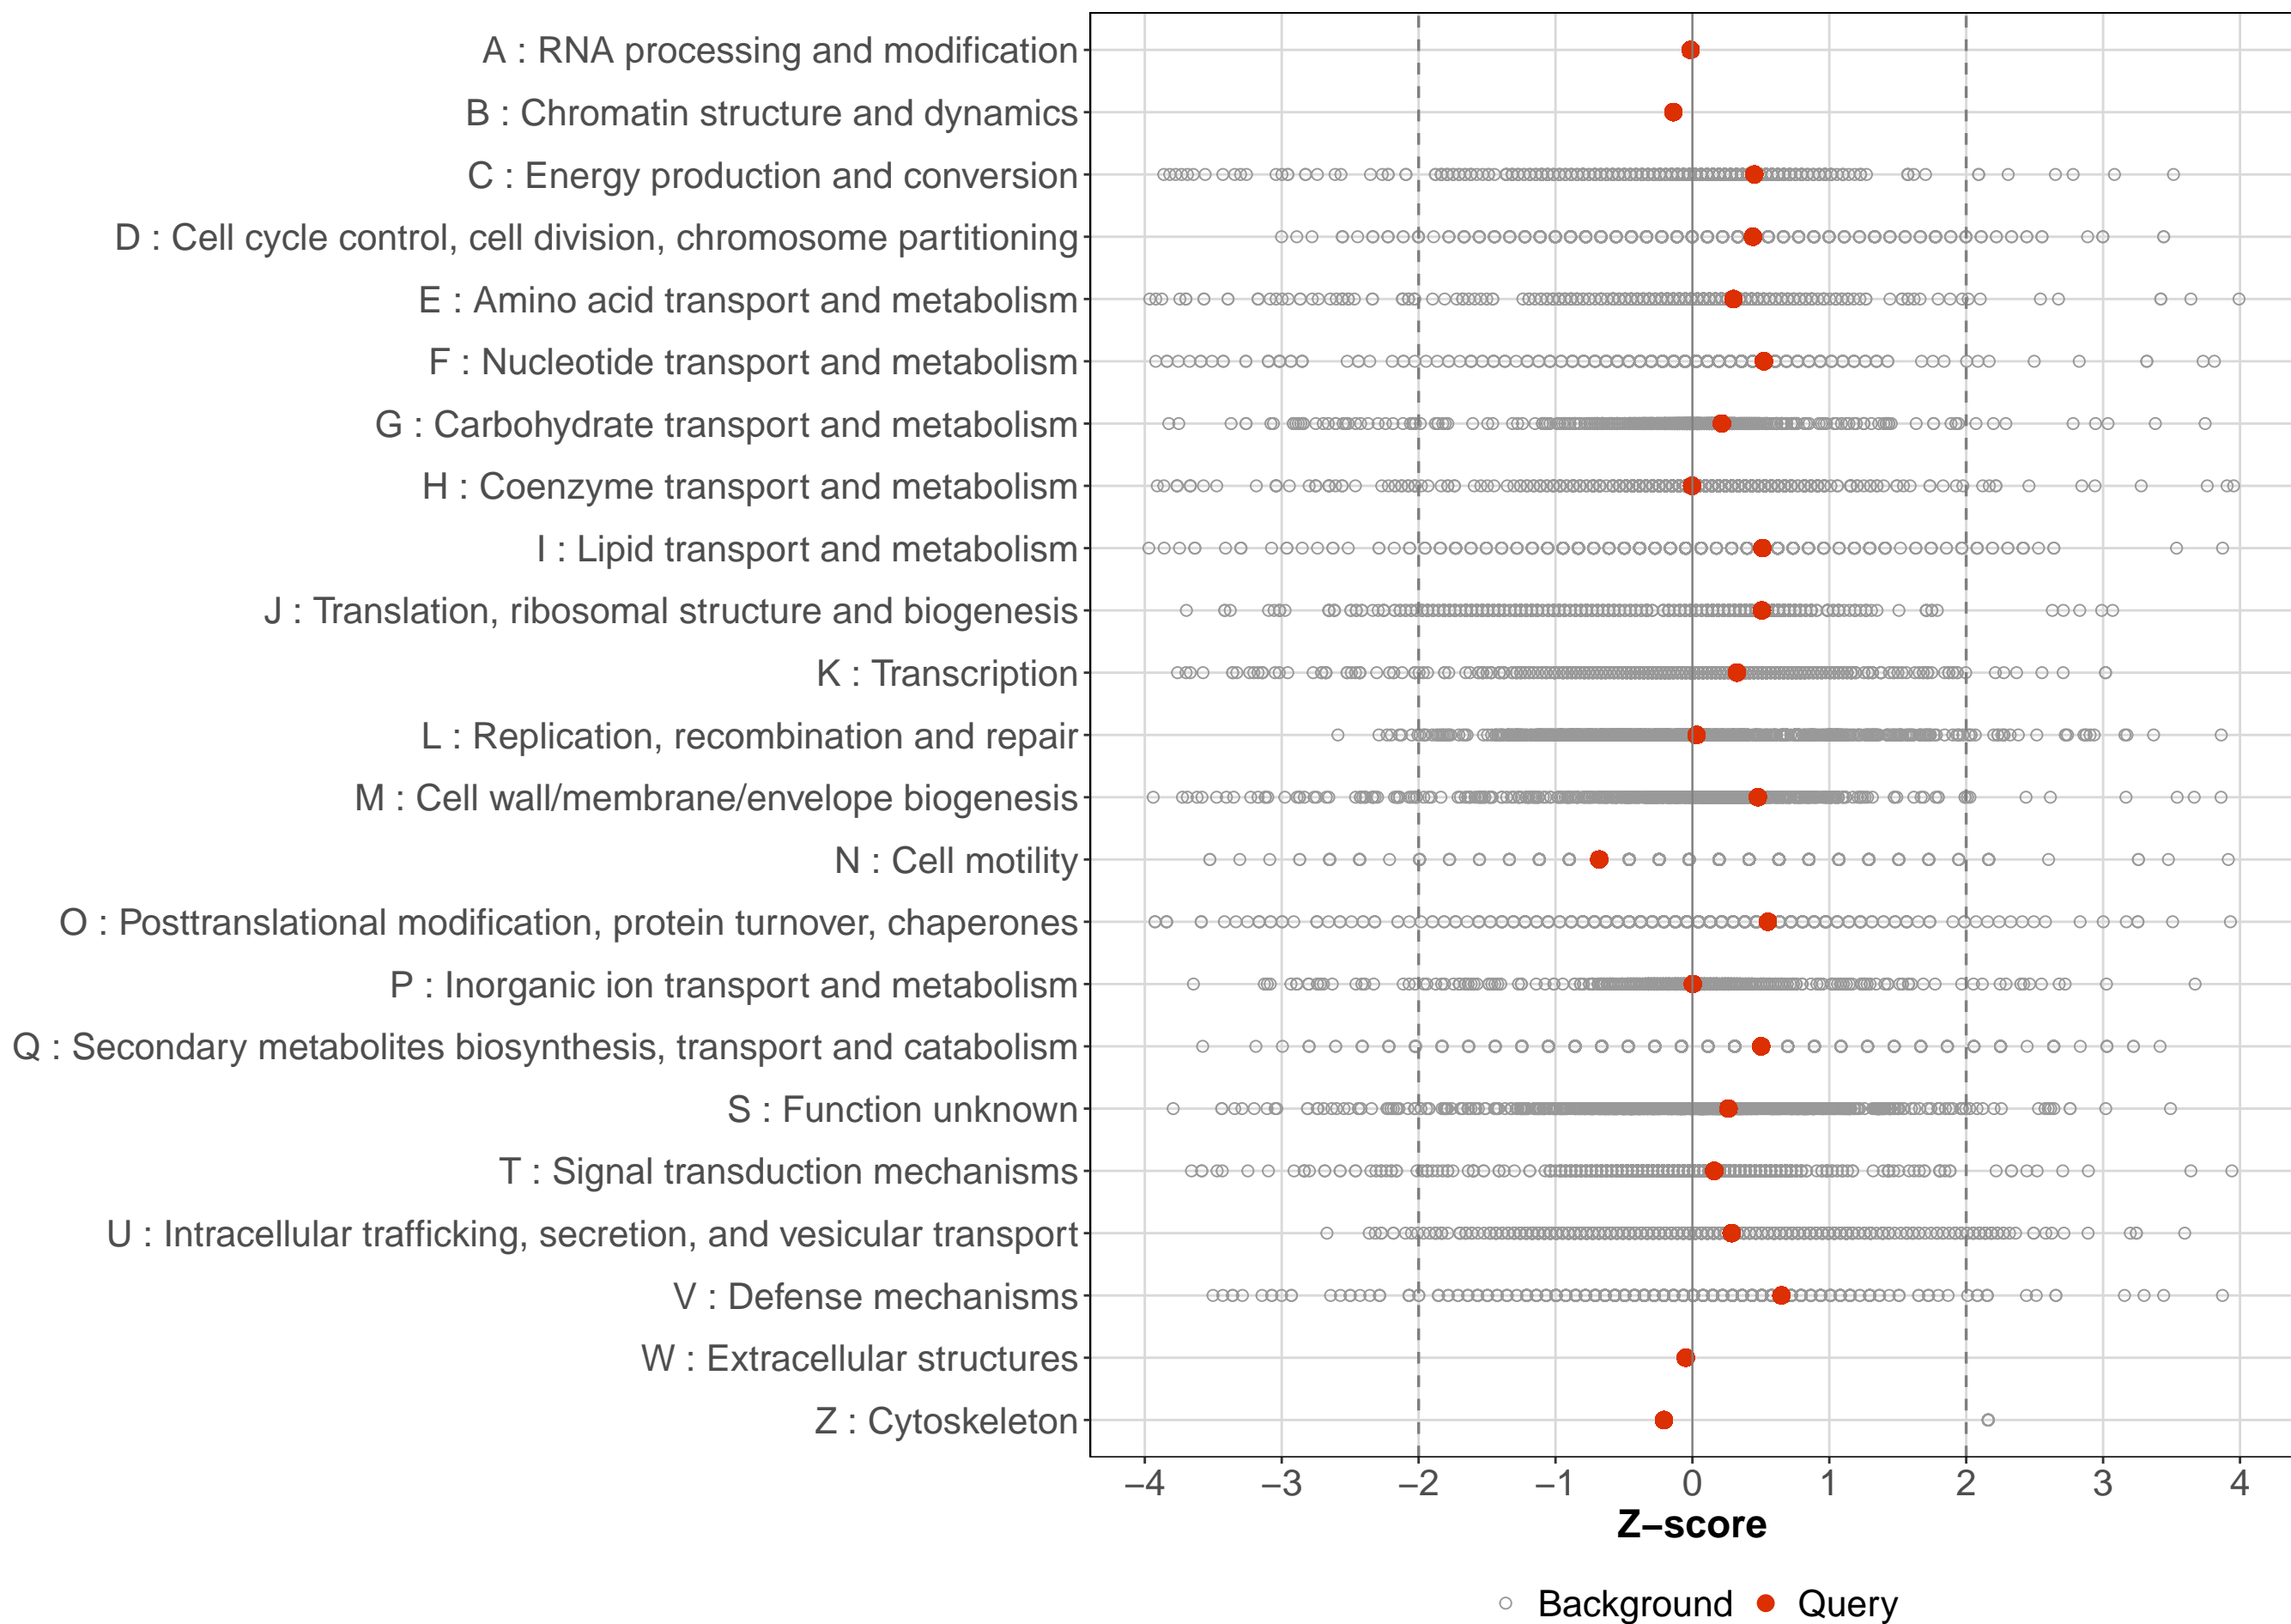 A : RNA processing and modification
B : Chromatin structure and dynamics
C : Energy production and conversion
D : Cell cycle control, cell division, chromosome partitioning
E : Amino acid transport and metabolism
F : Nucleotide transport and metabolism
G : Carbohydrate transport and metabolism
H : Coenzyme transport and metabolism
I : Lipid transport and metabolism
J : Translation, ribosomal structure and biogenesis
K : Transcription
L : Replication, recombination and repair
M : Cell wall/membrane/envelope biogenesis
N : Cell motility
O : Posttranslational modification, protein turnover, chaperones
P : Inorganic ion transport and metabolism
Q : Secondary metabolites biosynthesis, transport and catabolism
S : Function unknown
T : Signal transduction mechanisms
U : Intracellular trafficking, secretion, and vesicular transport
V : Defense mechanisms
W : Extracellular structures
Z : Cytoskeleton
−4 −3 −2 −1 0 1 2 3 4
Z−score
Background Query